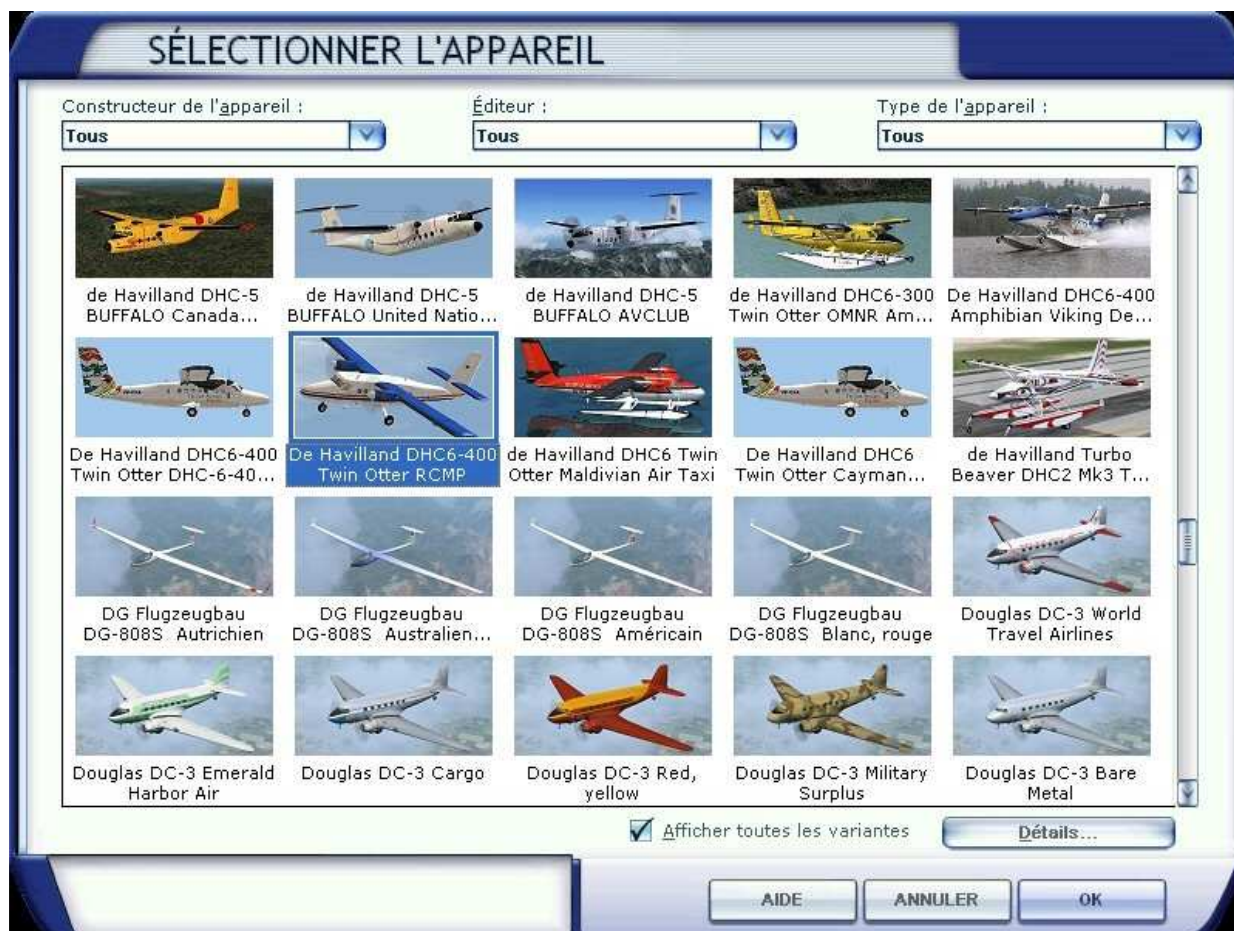 SÉLECTIONNER L'APPAREIL
Constructeur de l'appareil :
Éditeur :
Type de l'appareil :
Tous
Tous
Tous
de Havilland DHC-5
BUFFALO Canada...
de Havilland DHC-5
BUFFALO United Natio...
de Havilland DHC-5
BUFFALO AVCLUB
de Havilland DHC6-300
Twin Otter OMNR Am...
De Havilland DHC6-400
Amphibian Viking De...
De Havilland DHC6-400
Twin Otter DHC-6-40...
De Havilland DHC6-400
Twin Otter RCMP
de Havilland DHC6 Twin
Otter Maldivian Air Taxi
De Havilland DHC6
Twin Otter Cayman...
de Havilland Turbo
Beaver DHC2 Mk3 T...
DG Flugzeugbau
DG-808S Autrichien
DG Flugzeugbau
DG-808S Australien...
DG Flugzeugbau
DG-808S Américain
DG Flugzeugbau
DG-808S Blanc, rouge
Douglas DC-3 World
Travel Airlines
Douglas DC-3 Emerald
Harbor Air
Douglas DC-3 Cargo
Douglas DC-3 Red,
yellow
Douglas DC-3 Military
Surplus
Douglas DC-3 Bare
Metal
Afficher toutes les variantes
Détails...
AIDE
ANNULER
OK